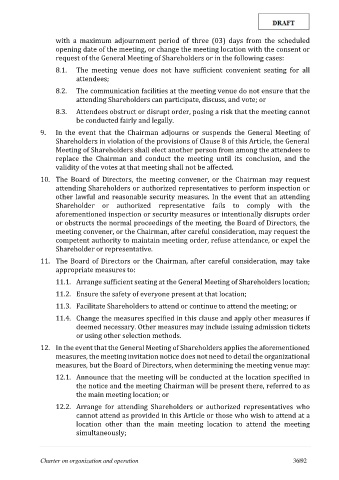 DRAFT
with a maximum adjournment period of three (03) days from the scheduled
opening date of the meeting, or change the meeting location with the consent or
request of the General Meeting of Shareholders or in the following cases:
8.1. The meeting venue does not have sufficient convenient seating for all
attendees;
8.2. The communication facilities at the meeting venue do not ensure that the
attending Shareholders can participate, discuss, and vote; or
8.3. Attendees obstruct or disrupt order, posing a risk that the meeting cannot
be conducted fairly and legally.
9. In the event that the Chairman adjourns or suspends the General Meeting of
Shareholders in violation of the provisions of Clause 8 of this Article, the General
Meeting of Shareholders shall elect another person from among the attendees to
replace the Chairman and conduct the meeting until its conclusion, and the
validity of the votes at that meeting shall not be affected.
10. The Board of Directors, the meeting convener, or the Chairman may request
attending Shareholders or authorized representatives to perform inspection or
other lawful and reasonable security measures. In the event that an attending
Shareholder or authorized representative fails to comply with the
aforementioned inspection or security measures or intentionally disrupts order
or obstructs the normal proceedings of the meeting, the Board of Directors, the
meeting convener, or the Chairman, after careful consideration, may request the
competent authority to maintain meeting order, refuse attendance, or expel the
Shareholder or representative.
11. The Board of Directors or the Chairman, after careful consideration, may take
appropriate measures to:
11.1. Arrange sufficient seating at the General Meeting of Shareholders location;
11.2. Ensure the safety of everyone present at that location;
11.3. Facilitate Shareholders to attend or continue to attend the meeting; or
11.4. Change the measures specified in this clause and apply other measures if
deemed necessary. Other measures may include issuing admission tickets
or using other selection methods.
12. In the event that the General Meeting of Shareholders applies the aforementioned
measures, the meeting invitation notice does not need to detail the organizational
measures, but the Board of Directors, when determining the meeting venue may:
12.1. Announce that the meeting will be conducted at the location specified in
the notice and the meeting Chairman will be present there, referred to as
the main meeting location; or
12.2. Arrange for attending Shareholders or authorized representatives who
cannot attend as provided in this Article or those who wish to attend at a
location other than the main meeting location to attend the meeting
simultaneously;
Charter on organization and operation 36/92